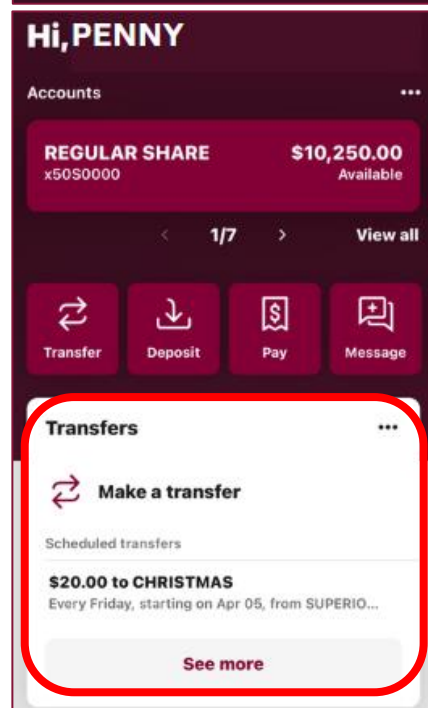 Hi, PENNY
Accounts
REGULAR SHARE $10,250.00
x50S0000 Available
1/7 View all
Transfer Deposit Pay Message
Transfers
Make a transfer
Scheduled transfers
$20.00 to CHRISTMAS
Every Friday, starting on Apr 05, from SUPERIO...
See more